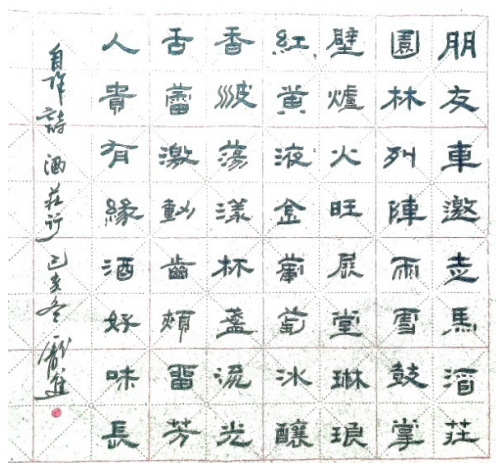 朋友車邀走馬酒莊
園林列陣雨雪鼓掌
壁爐火旺展堂琳琅
紅黄液金葡萄冰釀
香波蕩漾杯盞流光
舌蕾激動齒頰留芳
人貴有緣酒好味長
自作詩酒莊行己亥冬